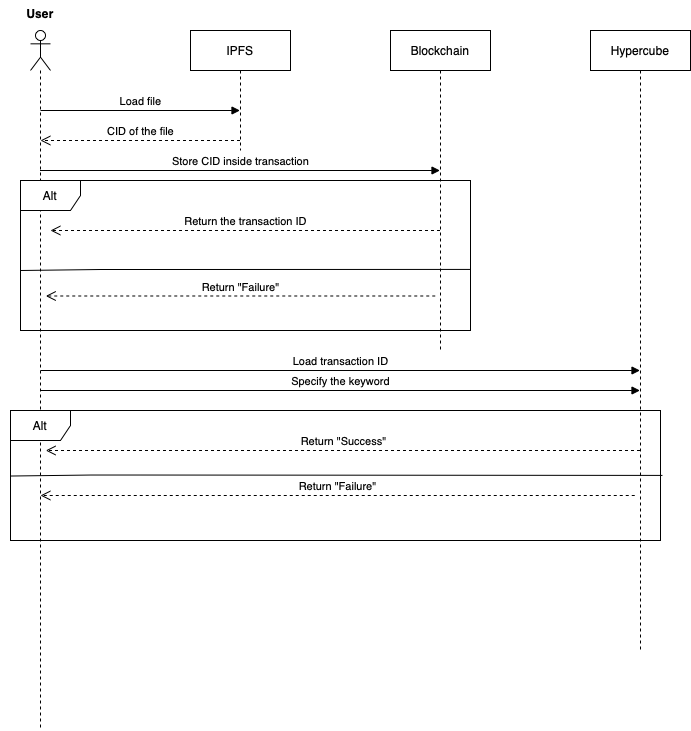 User
IPFS
Blockchain
Hypercube
Load file
CID of the file
Store CID inside transaction
Alt
Return the transaction ID
Return "Failure"
Load transaction ID
Specify the keyword
Alt
Return "Success"
Return "Failure"